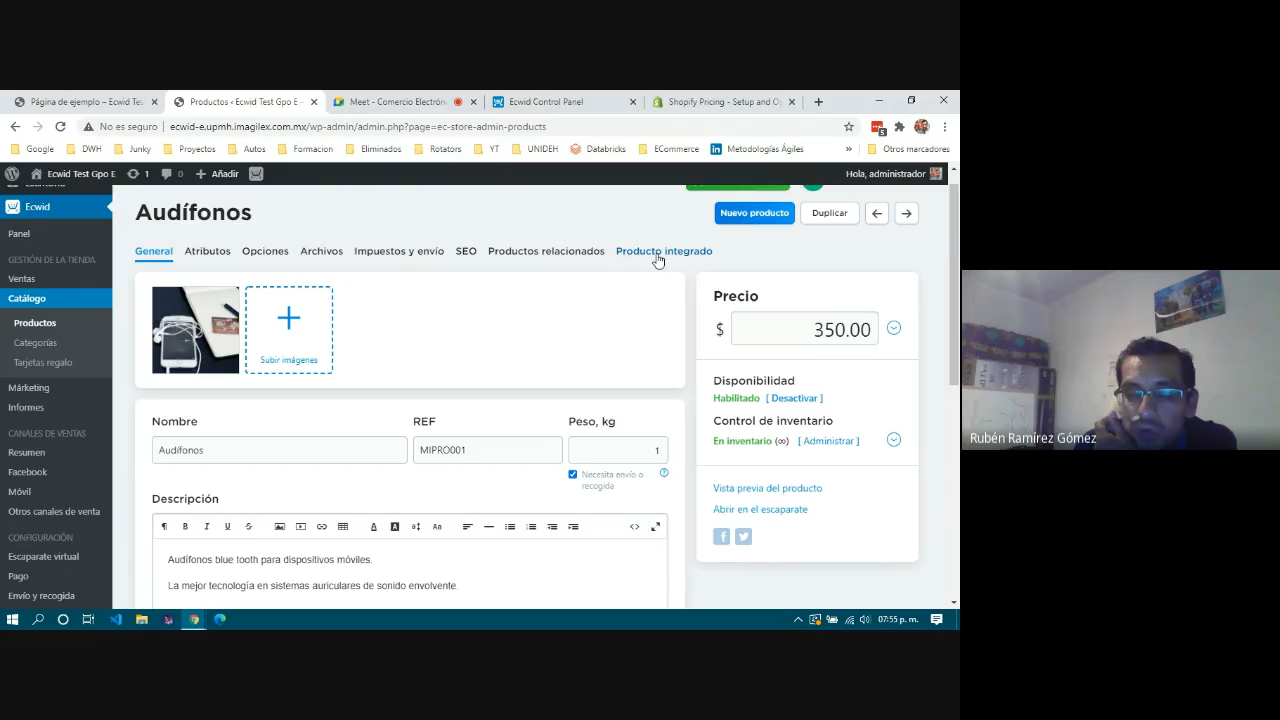 Página de ejemplo – Ecwid Te
Productos ‹ Ecwid Test Gpo E –
Meet - Comercio Electróni
Ecwid Control Panel
Shopify Pricing - Setup and Op
No es seguro
ecwid-e.upmh.imagilex.com.mx/wp-admin/admin.php?page=ec-store-admin-products
Google
DWH
Junky
Proyectos
Autos
Formacion
Eliminados
Rotators
YT
UNIDEH
Databricks
ECommerce
Metodologías Ágiles
»
Otros marcadores
Ecwid Test Gpo E
1
0
Añadir
Hola, administrador
Ecwid
Panel
GESTIÓN DE LA TIENDA
Ventas
Catálogo
Productos
Categorías
Tarjetas regalo
Márketing
Informes
CANALES DE VENTAS
Resumen
Facebook
Móvil
Otros canales de venta
CONFIGURACIÓN
Escaparate virtual
Pago
Envío y recogida
Audífonos
Nuevo producto
Duplicar
General
Atributos
Opciones
Archivos
Impuestos y envío
SEO
Productos relacionados
Producto integrado
Subir imágenes
Nombre
REF
Peso, kg
Audífonos
MIPRO001
1
Necesita envío o
recogida
Descripción
Audífonos blue tooth para dispositivos móviles.
La mejor tecnología en sistemas auriculares de sonido envolvente.
Precio
$ 350.00
Disponibilidad
Habilitado [ Desactivar ]
Control de inventario
En inventario (∞) [ Administrar ]
Vista previa del producto
Abrir en el escaparate
07:55 p. m.
Rubén Ramírez Gómez